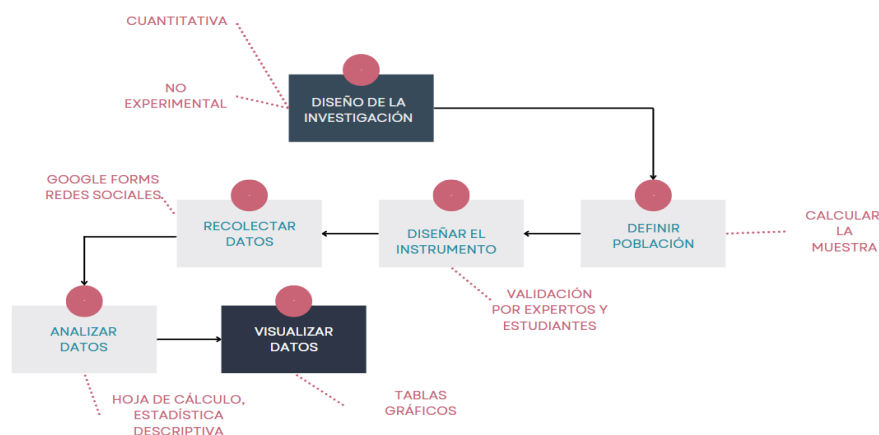 CUANTITATIVA
NO
EXPERIMENTAL
DISEÑO DE LA
INVESTIGACIÓN
GOOGLE FORMS
REDES SOCIALES
RECOLECTAR
DATOS
DISEÑAR EL
INSTRUMENTO
DEFINIR
POBLACIÓN
CALCULAR
LA
MUESTRA
VALIDACIÓN
POR EXPERTOS Y
ESTUDIANTES
ANALIZAR
DATOS
VISUALIZAR
DATOS
HOJA DE CÁLCULO,
ESTADÍSTICA
DESCRIPTIVA
TABLAS
GRÁFICOS